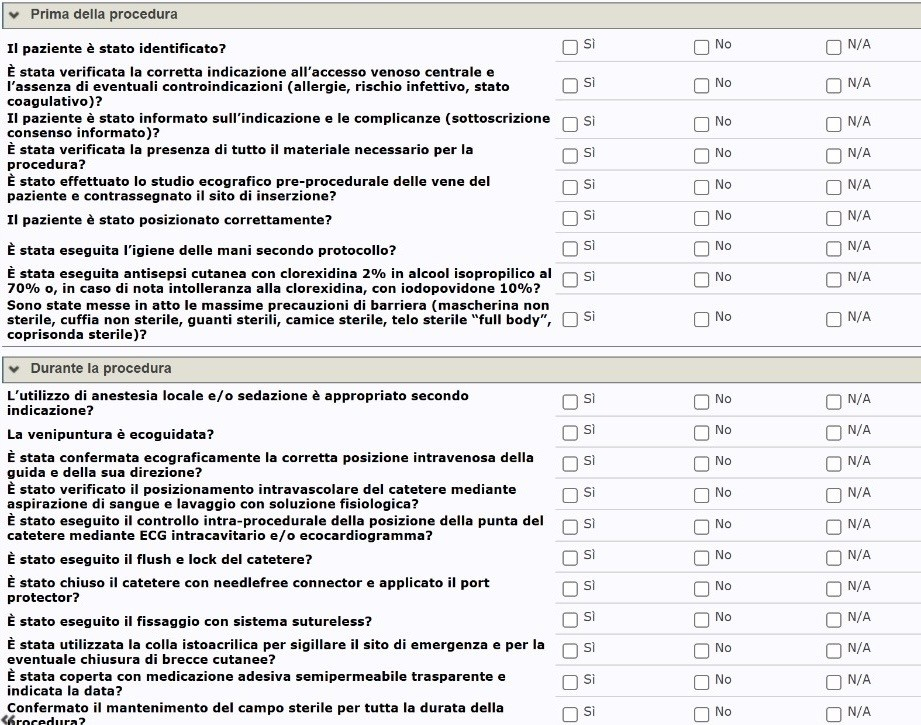 Prima della procedura
Il paziente è stato identificato? Sì No N/A
È stata verificata la corretta indicazione all'accesso venoso centrale e
l'assenza di eventuali controindicazioni (allergie, rischio infettivo, stato Sì No N/A
coagulativo)?
Il paziente è stato informato sull'indicazione e le complicanze (sottoscrizione Sì No N/A
consenso informato)?
È stata verificata la presenza di tutto il materiale necessario per la Sì No N/A
procedura?
È stato effettuato lo studio ecografico pre-procedurale delle vene del Sì No N/A
paziente e contrassegnato il sito di inserzione?
Il paziente è stato posizionato correttamente? Sì No N/A
È stata eseguita l'igiene delle mani secondo protocollo? Sì No N/A
È stata eseguita antisepsi cutanea con clorexidina 2% in alcool isopropilico al Sì No N/A
70% o, in caso di nota intolleranza alla clorexidina, con iodopovidone 10%?
Sono state messe in atto le massime precauzioni di barriera (mascherina non
sterile, cuffia non sterile, guanti sterili, camice sterile, telo sterile “full body”, Sì No N/A
coprisonda sterile)?
Durante la procedura
L'utilizzo di anestesia locale e/o sedazione è appropriato secondo Sì No N/A
indicazione?
La venipuntura è ecoguidata? Sì No N/A
È stata confermata ecograficamente la corretta posizione intravenosa della Sì No N/A
guida e della sua direzione?
È stato verificato il posizionamento intravascolare del catetere mediante Sì No N/A
aspirazione di sangue e lavaggio con soluzione fisiologica?
È stato eseguito il controllo intra-procedurale della posizione della punta del Sì No N/A
catetere mediante ECG intracavitario e/o ecocardiogramma?
È stato eseguito il flush e lock del catetere? Sì No N/A
È stato chiuso il catetere con needlefree connector e applicato il port Sì No N/A
protector?
È stato eseguito il fissaggio con sistema sutureless? Sì No N/A
È stata utilizzata la colla istoacrilica per sigillare il sito di emergenza e per la Sì No N/A
eventuale chiusura di brecce cutanee?
È stata coperta con medicazione adesiva semipermeabile trasparente e Sì No N/A
indicata la data?
Confermato il mantenimento del campo sterile per tutta la durata della Sì No N/A
procedura?